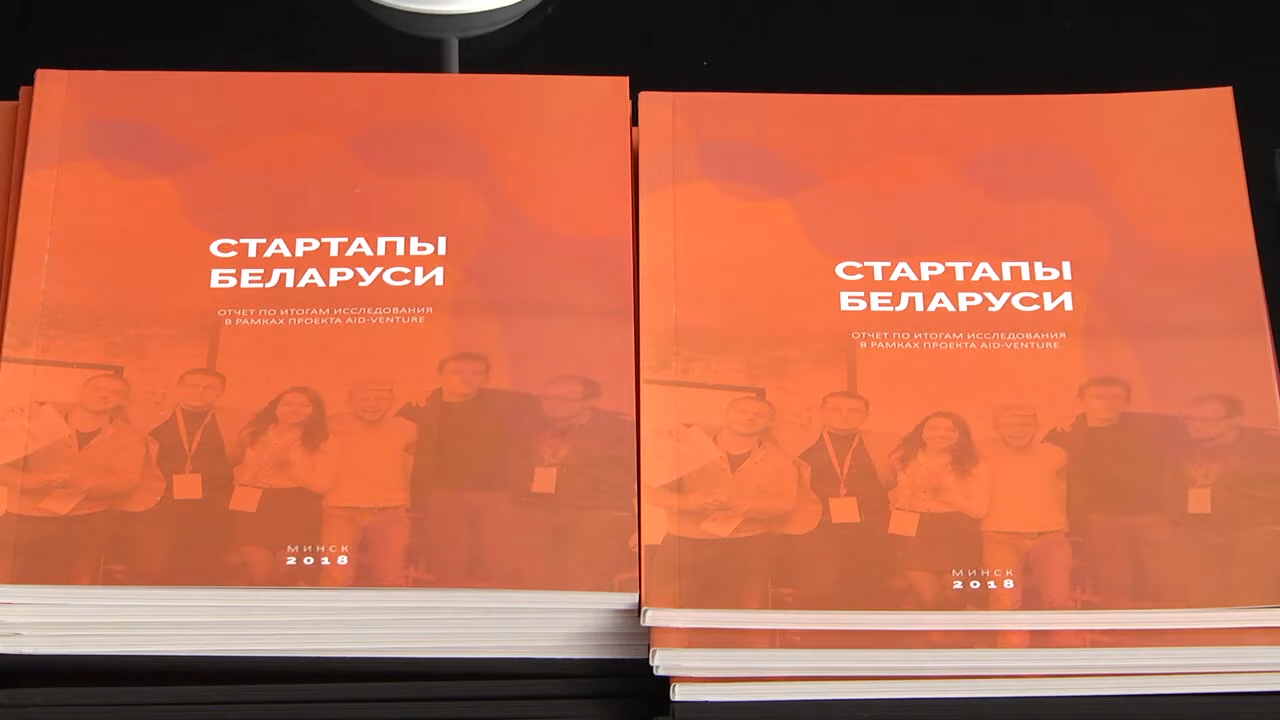 СТАРТАПЫ
БЕЛАРУСИ
ОТЧЕТ ПО ИТОГАМ ИССЛЕДОВАНИЯ
В РАМКАХ ПРОЕКТА AID-VENTURE
МИНСК
2018
СТАРТАПЫ
БЕЛАРУСИ
ОТЧЕТ ПО ИТОГАМ ИССЛЕДОВАНИЯ
В РАМКАХ ПРОЕКТА AID-VENTURE
МИНСК
2018